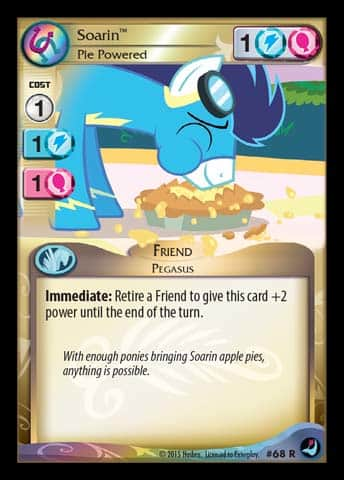 Soarin™
Pie Powered
1
COST
1
1
1
FRIEND
PEGASUS
Immediate: Retire a Friend to give this card +2
power until the end of the turn.
With enough ponies bringing Soarin apple pies,
anything is possible.
© 2015 Hasbro. Licensed to Enterplay.
#68 R